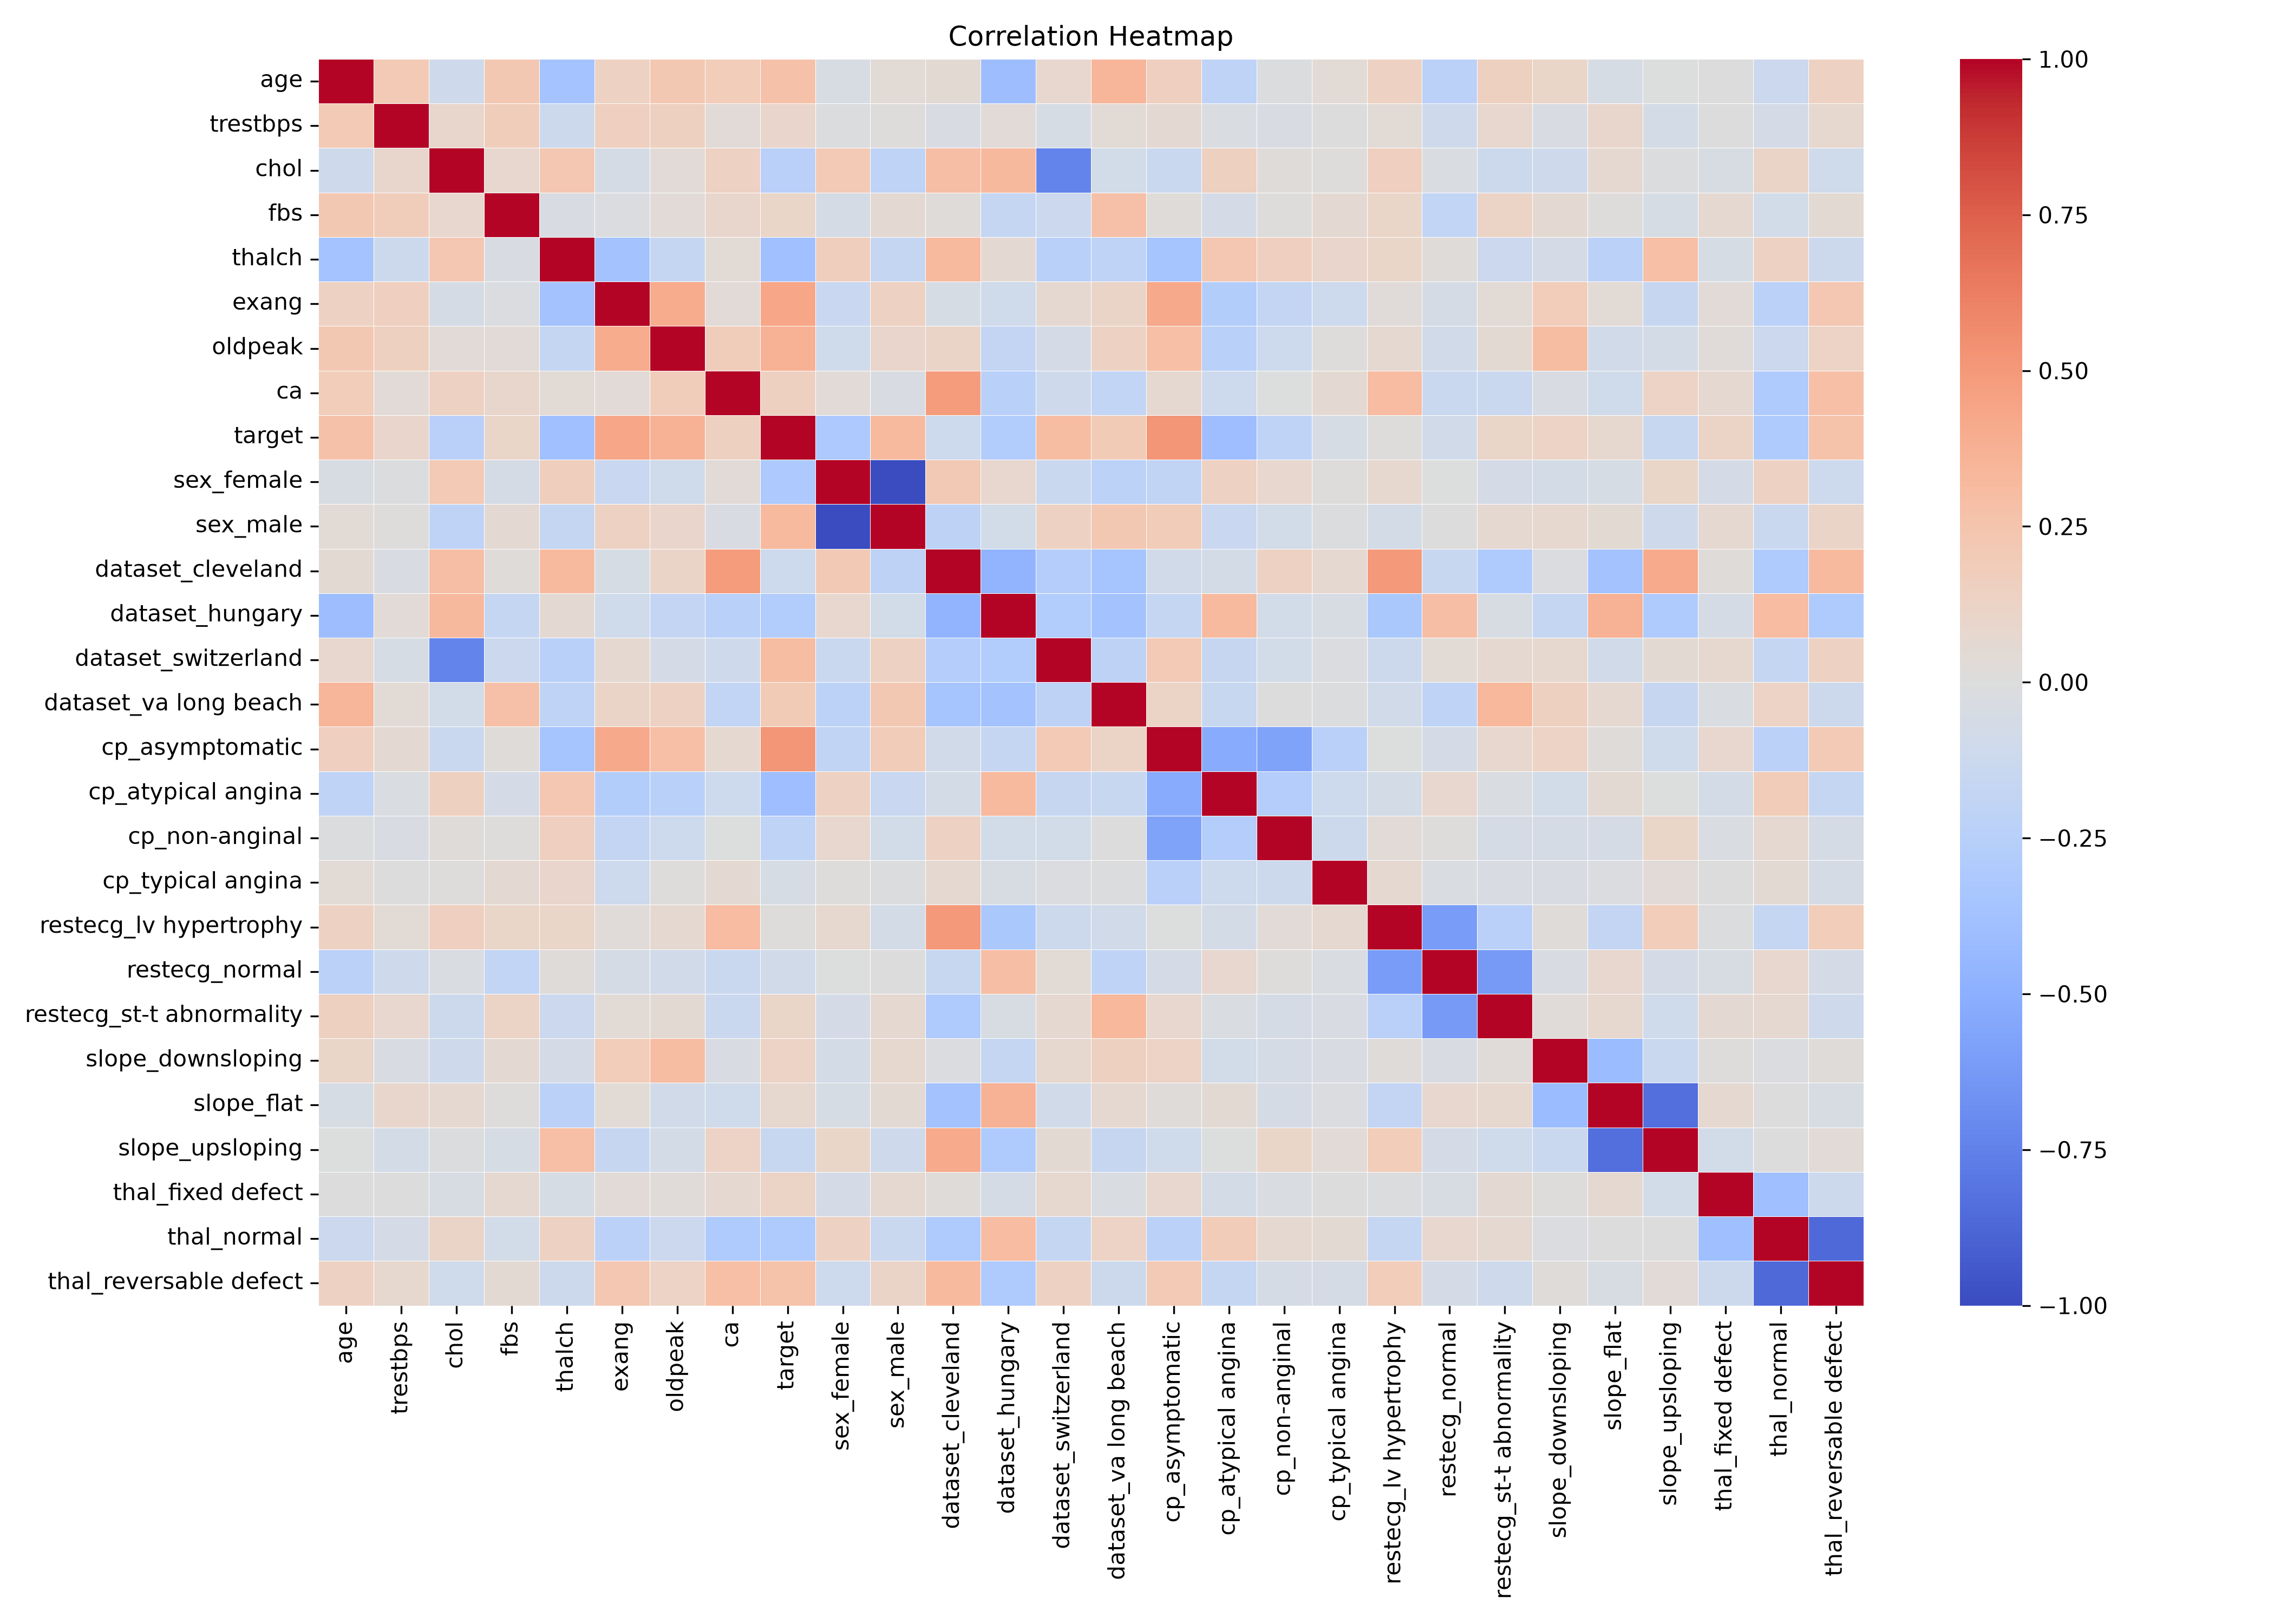 Correlation Heatmap
age
trestbps
chol
fbs
thalch
exang
oldpeak
ca
target
sex_female
sex_male
dataset_cleveland
dataset_hungary
dataset_switzerland
dataset_va long beach
cp_asymptomatic
cp_atypical angina
cp_non-anginal
cp_typical angina
restecg_lv hypertrophy
restecg_normal
restecg_st-t abnormality
slope_downsloping
slope_flat
slope_upsloping
thal_fixed defect
thal_normal
thal_reversable defect
age
trestbps
chol
fbs
thalch
exang
oldpeak
ca
target
sex_female
sex_male
dataset_cleveland
dataset_hungary
dataset_switzerland
dataset_va long beach
cp_asymptomatic
cp_atypical angina
cp_non-anginal
cp_typical angina
restecg_lv hypertrophy
restecg_normal
restecg_st-t abnormality
slope_downsloping
slope_flat
slope_upsloping
thal_fixed defect
thal_normal
thal_reversable defect
1.00
0.75
0.50
0.25
0.00
−0.25
−0.50
−0.75
−1.00